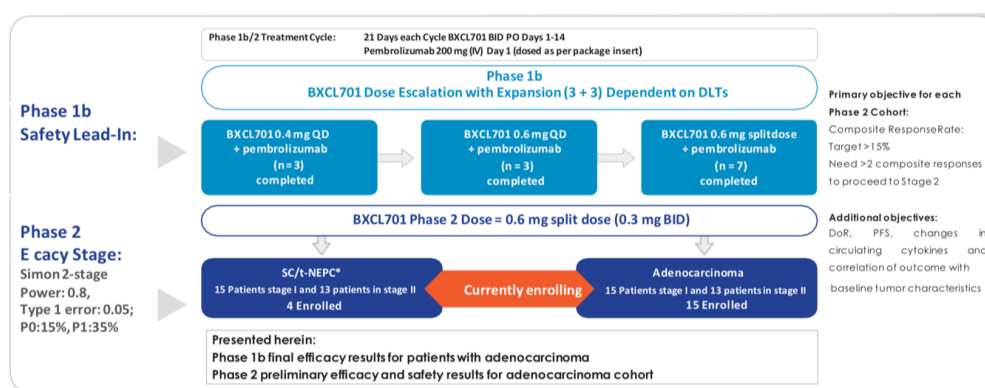 Phase 1b/2 Treatment Cycle: 21 Days each Cycle BXCL701 BID PO Days 1-14
Pembrolizumab 200 mg (IV) Day 1 (dosed as per package insert)
Phase 1b
BXCL701 Dose Escalation with Expansion (3 + 3) Dependent on DLTs
Phase 1b
Safety Lead-In:
BXCL701 0.4 mg QD
+ pembrolizumab
(n = 3)
completed
BXCL701 0.6 mg QD
+ pembrolizumab
(n = 3)
completed
BXCL701 0.6 mg splitdose
+ pembrolizumab
(n = 7)
completed
Primary objective for each
Phase 2 Cohort:
Composite ResponseRate:
Target >15%
Need >2 composite responses
to proceed to Stage 2
Phase 2
E cacy Stage:
Simon 2-stage
Power: 0.8,
Type 1 error: 0.05;
P0:15%, P1:35%
BXCL701 Phase 2 Dose = 0.6 mg split dose (0.3 mg BID)
SC/t-NEPC*
15 Patients stage I and 13 patients in stage II
4 Enrolled
Currently enrolling
Adenocarcinoma
15 Patients stage I and 13 patients in stage II
15 Enrolled
Additional objectives:
DoR, PFS, changes in
circulating cytokines and
correlation of outcome with
baseline tumor characteristics
Presented herein:
Phase 1b final efficacy results for patients with adenocarcinoma
Phase 2 preliminary efficacy and safety results for adenocarcinoma cohort